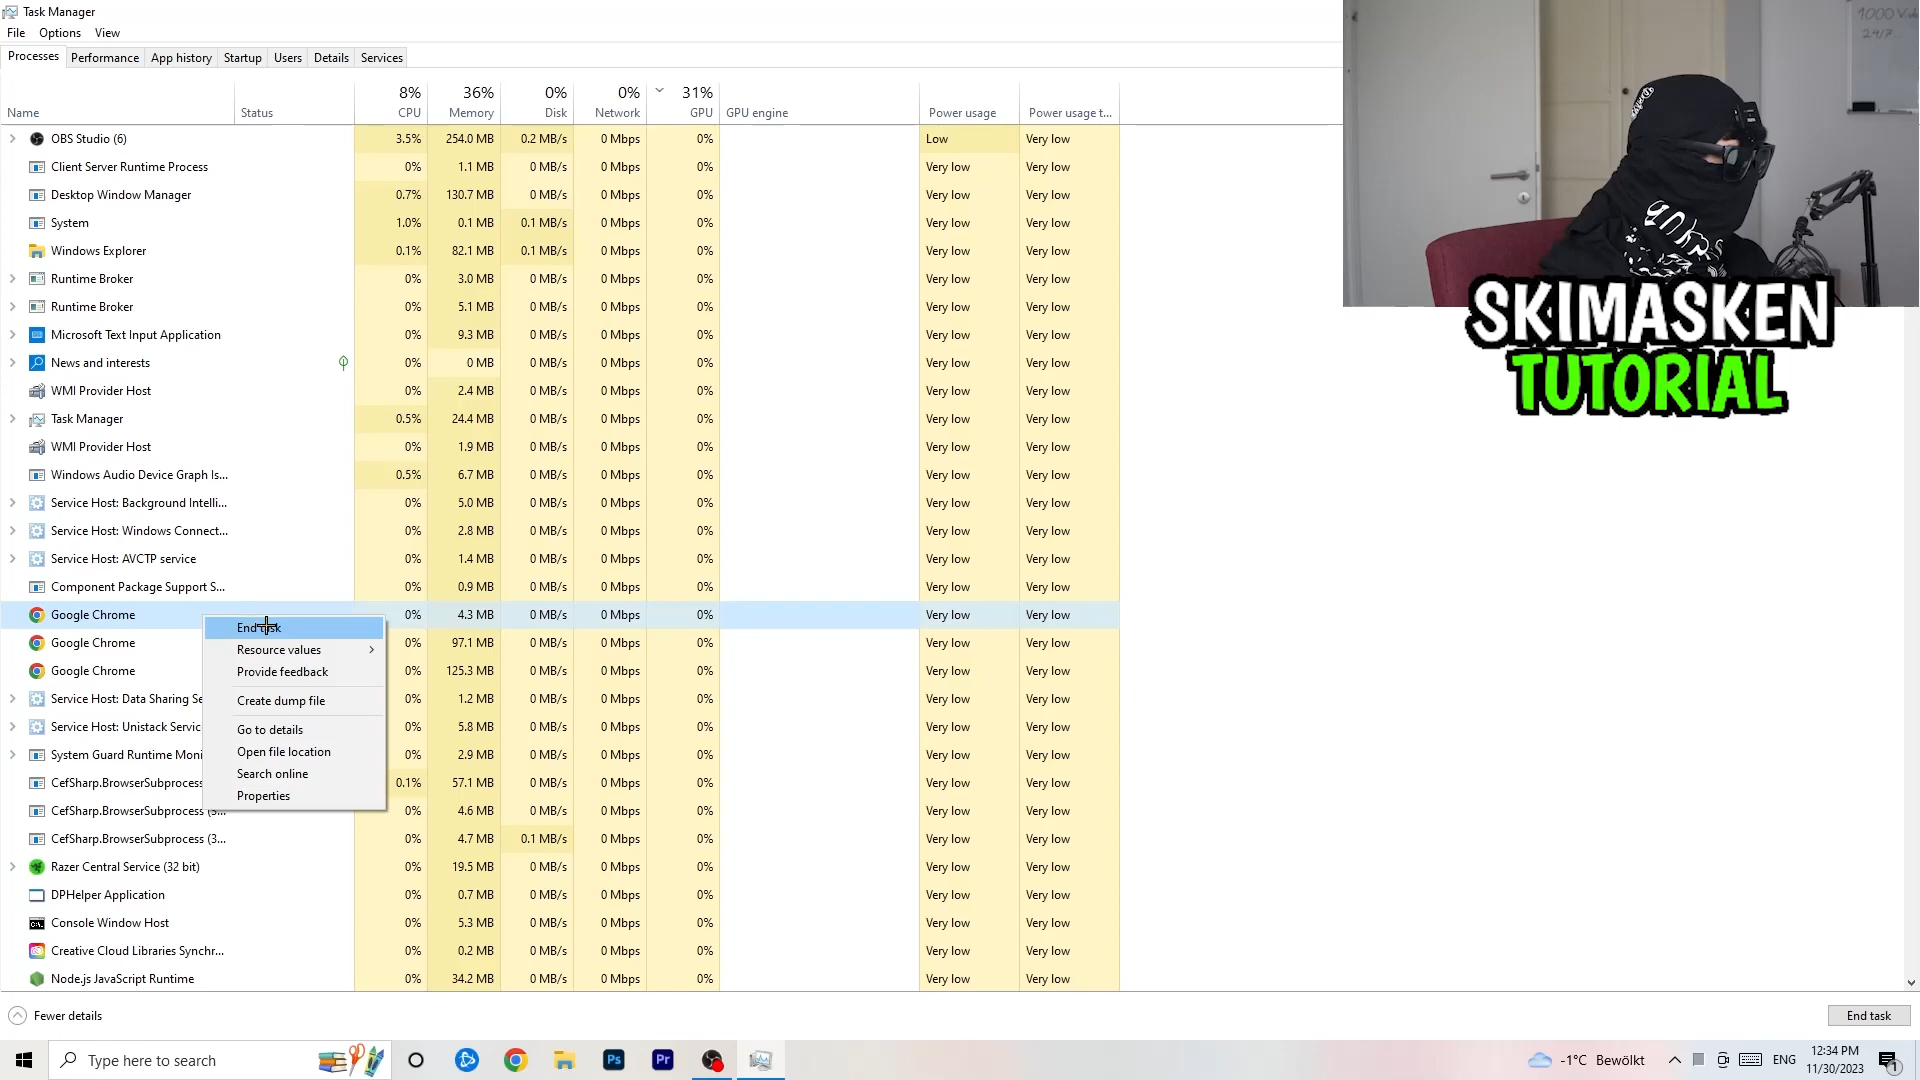 Task Manager
File Options View
Processes Performance App history Startup Users Details Services
8% 36% 0% 0% 31%
Name Status CPU Memory Disk Network GPU GPU engine Power usage Power usage t...
OBS Studio (6) 3.5% 254.0 MB 0.2 MB/s 0 Mbps 0% Low Very low
Client Server Runtime Process 0% 1.1 MB 0 MB/s 0 Mbps 0% Very low Very low
Desktop Window Manager 0.7% 130.7 MB 0 MB/s 0 Mbps 0% Very low Very low
System 1.0% 0.1 MB 0.1 MB/s 0 Mbps 0% Very low Very low
Windows Explorer 0.1% 82.1 MB 0.1 MB/s 0 Mbps 0% Very low Very low
Runtime Broker 0% 3.0 MB 0 MB/s 0 Mbps 0% Very low Very low
Runtime Broker 0% 5.1 MB 0 MB/s 0 Mbps 0% Very low Very low
Microsoft Text Input Application 0% 9.3 MB 0 MB/s 0 Mbps 0% Very low Very low
News and interests 0% 0 MB 0 MB/s 0 Mbps 0% Very low Very low
WMI Provider Host 0% 2.4 MB 0 MB/s 0 Mbps 0% Very low Very low
Task Manager 0.5% 24.4 MB 0 MB/s 0 Mbps 0% Very low Very low
WMI Provider Host 0% 1.9 MB 0 MB/s 0 Mbps 0% Very low Very low
Windows Audio Device Graph Is... 0.5% 6.7 MB 0 MB/s 0 Mbps 0% Very low Very low
Service Host: Background Intelli... 0% 5.0 MB 0 MB/s 0 Mbps 0% Very low Very low
Service Host: Windows Connect... 0% 2.8 MB 0 MB/s 0 Mbps 0% Very low Very low
Service Host: AVCTP service 0% 1.4 MB 0 MB/s 0 Mbps 0% Very low Very low
Component Package Support S... 0% 0.9 MB 0 MB/s 0 Mbps 0% Very low Very low
Google Chrome 0% 4.3 MB 0 MB/s 0 Mbps 0% Very low Very low
Google Chrome 0% 97.1 MB 0 MB/s 0 Mbps 0% Very low Very low
Google Chrome 0% 125.3 MB 0 MB/s 0 Mbps 0% Very low Very low
Service Host: Data Sharing Se 0% 1.2 MB 0 MB/s 0 Mbps 0% Very low Very low
Service Host: Unistack Servic 0% 5.8 MB 0 MB/s 0 Mbps 0% Very low Very low
System Guard Runtime Moni 0% 2.9 MB 0 MB/s 0 Mbps 0% Very low Very low
CefSharp.BrowserSubprocess 0.1% 57.1 MB 0 MB/s 0 Mbps 0% Very low Very low
CefSharp.BrowserSubprocess (3... 0% 4.6 MB 0 MB/s 0 Mbps 0% Very low Very low
CefSharp.BrowserSubprocess (3... 0% 4.7 MB 0.1 MB/s 0 Mbps 0% Very low Very low
Razer Central Service (32 bit) 0% 19.5 MB 0 MB/s 0 Mbps 0% Very low Very low
DPHelper Application 0% 0.7 MB 0 MB/s 0 Mbps 0% Very low Very low
Console Window Host 0% 5.3 MB 0 MB/s 0 Mbps 0% Very low Very low
Creative Cloud Libraries Synchr... 0% 0.2 MB 0 MB/s 0 Mbps 0% Very low Very low
Node.js JavaScript Runtime 0% 34.2 MB 0 MB/s 0 Mbps 0% Very low Very low
End task
Resource values
Provide feedback
Create dump file
Go to details
Open file location
Search online
Properties
24/7
SKIMASKEN
TUTORIAL
Fewer details
End task
Type here to search
Ps Pr
-1°C Bewölkt
ENG
12:34 PM
11/30/2023
1